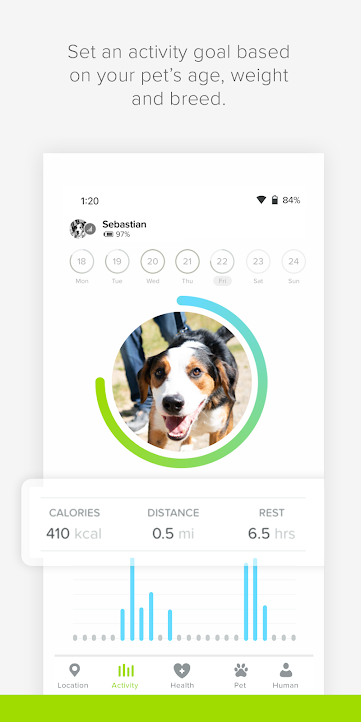 Set an activity goal based
on your pet's age, weight
and breed.
1:20
84%
Sebastian
97%
18 19 20 21 22 23 24
Mon Tue Wed Thu Fri Sat Sun
CALORIES DISTANCE REST
410 kcal 0.5 mi 6.5 hrs
Location Activity Health Pet Human